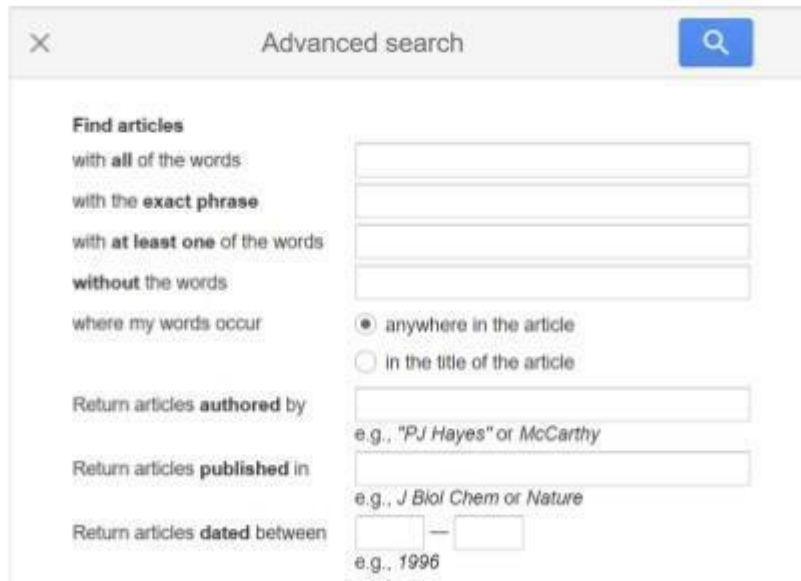 Advanced search
Find articles
with all of the words
with the exact phrase
with at least one of the words
without the words
where my words occur
anywhere in the article
in the title of the article
Return articles authored by
e.g., "PJ Hayes" or McCarthy
Return articles published in
e.g., J Biol Chem or Nature
Return articles dated between
—
e.g., 1996